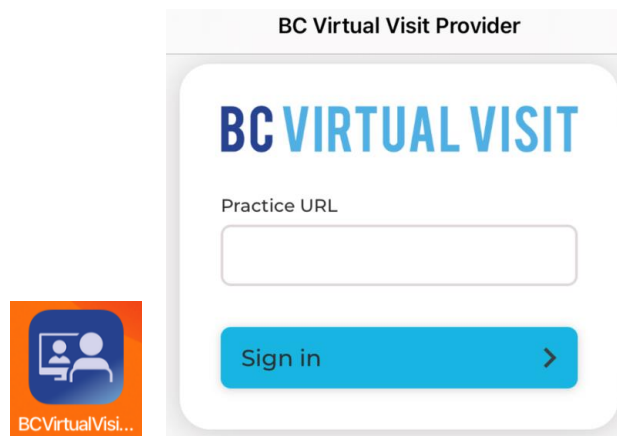 BC Virtual Visit Provider
BC VIRTUAL VISIT
Practice URL
Sign in
BCVirtualVisi...